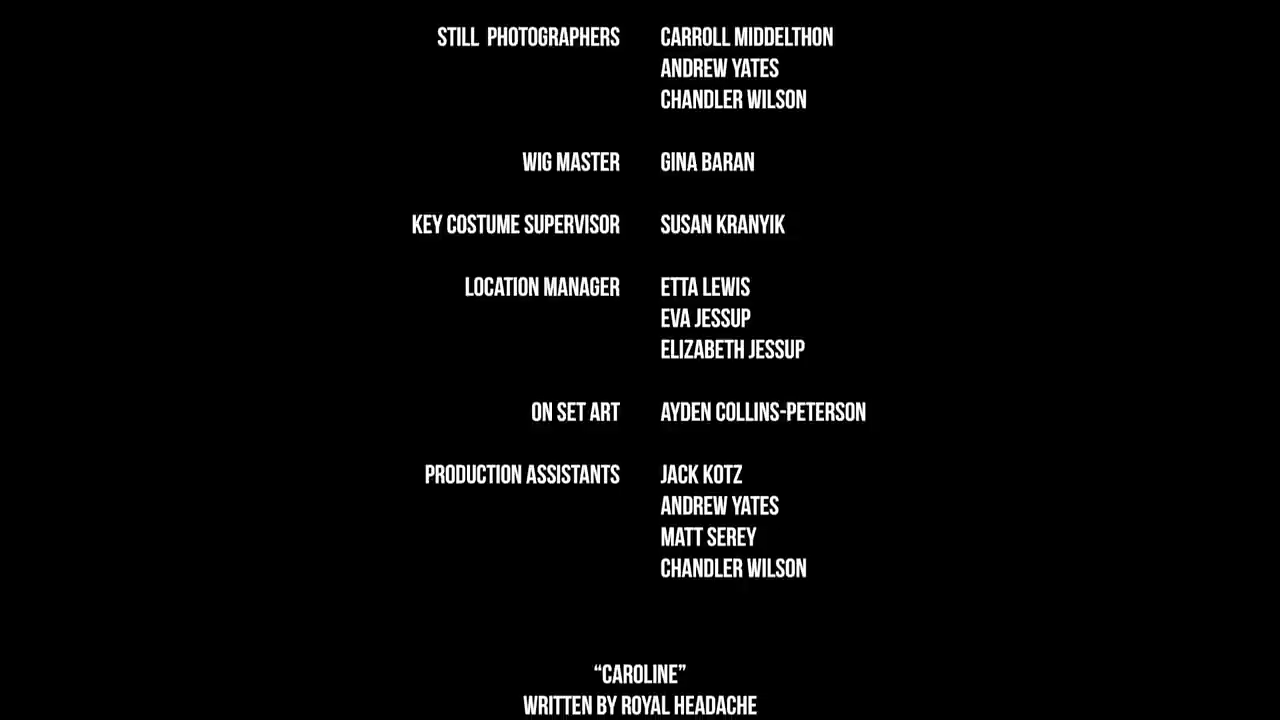 STILL PHOTOGRAPHERS CARROLL MIDDELTHON
ANDREW YATES
CHANDLER WILSON
WIG MASTER GINA BARAN
KEY COSTUME SUPERVISOR SUSAN KRANYIK
LOCATION MANAGER ETTA LEWIS
EVA JESSUP
ELIZABETH JESSUP
ON SET ART AYDEN COLLINS-PETERSON
PRODUCTION ASSISTANTS JACK KOTZ
ANDREW YATES
MATT SEREY
CHANDLER WILSON
“CAROLINE”
WRITTEN BY ROYAL HEADACHE